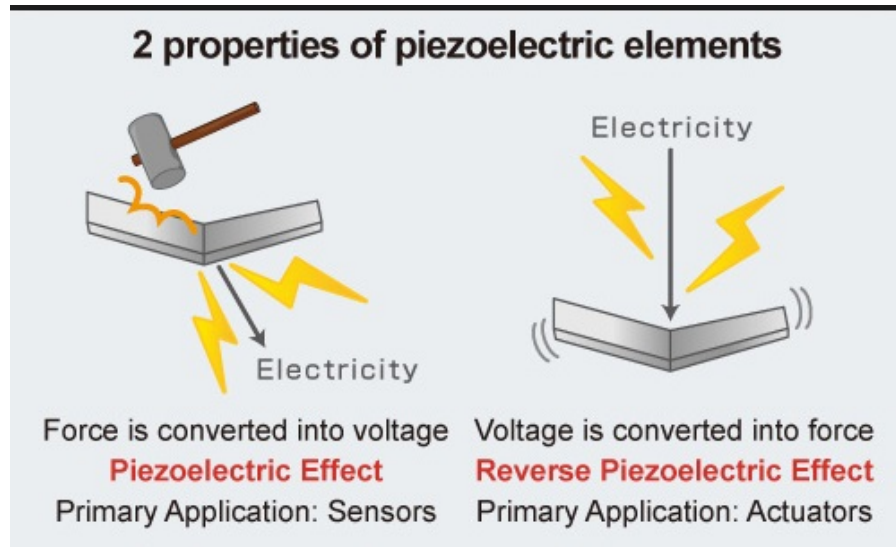 2 properties of piezoelectric elements
Electricity
Electricity
Force is converted into voltage
Piezoelectric Effect
Primary Application: Sensors
Voltage is converted into force
Reverse Piezoelectric Effect
Primary Application: Actuators